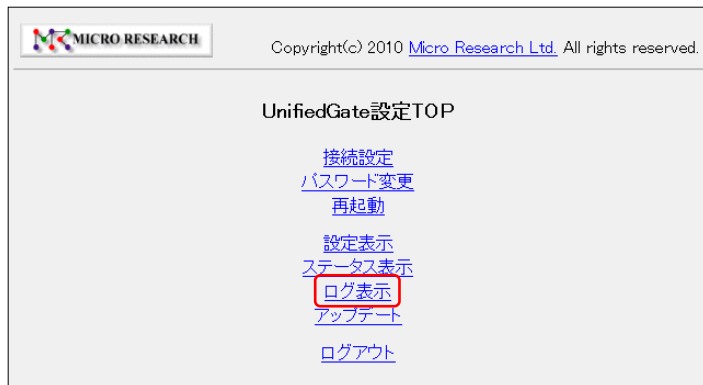 MICRO RESEARCH
Copyright(c) 2010 Micro Research Ltd. All rights reserved.
UnifiedGate設定TOP
接続設定
パスワード変更
再起動
設定表示
ステータス表示
ログ表示
アップデート
ログアウト